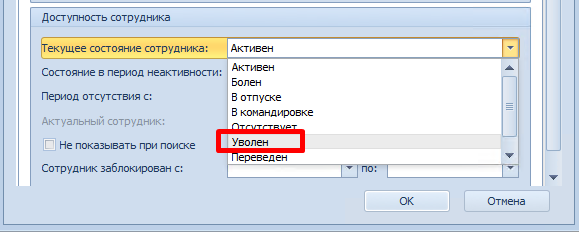 Доступность сотрудника
Текущее состояние сотрудника: Активен
Активен
Состояние в период неактивности:
Болен
В отпуске
Период отсутствия с:
В командировке
Актуальный сотрудник:
Отсутствует
Не показывать при поиске
Уволен
Переведен
Сотрудник заблокирован с: по:
ОК Отмена